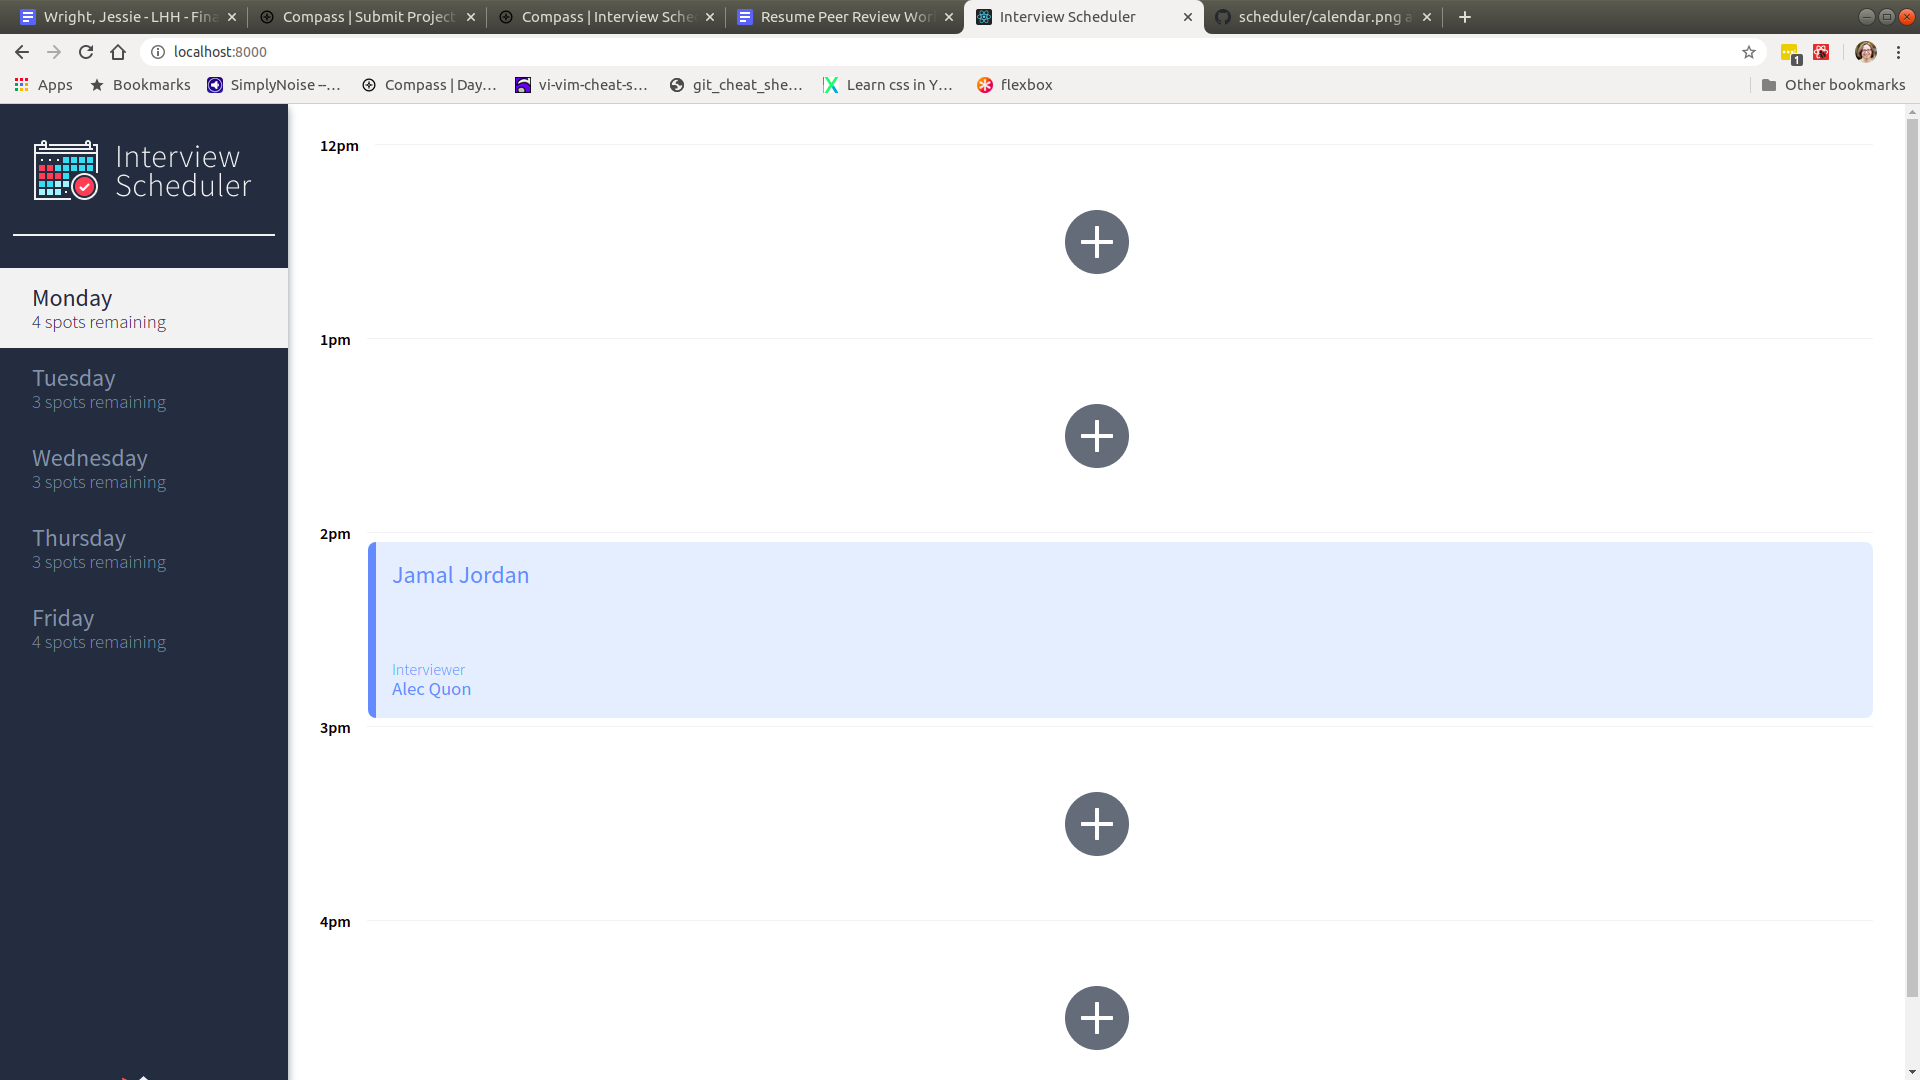 Wright, Jessie - LHH - Fina
Compass | Submit Project
Compass | Interview Sche
Resume Peer Review Wor
Interview Scheduler
scheduler/calendar.png a
localhost:8000
1
Apps
Bookmarks
SimplyNoise –...
Compass | Day...
vi-vim-cheat-s...
git_cheat_she...
Learn css in Y...
flexbox
Other bookmarks
Interview
Scheduler
Monday
4 spots remaining
Tuesday
3 spots remaining
Wednesday
3 spots remaining
Thursday
3 spots remaining
Friday
4 spots remaining
12pm
1pm
2pm
Jamal Jordan
Interviewer
Alec Quon
3pm
4pm